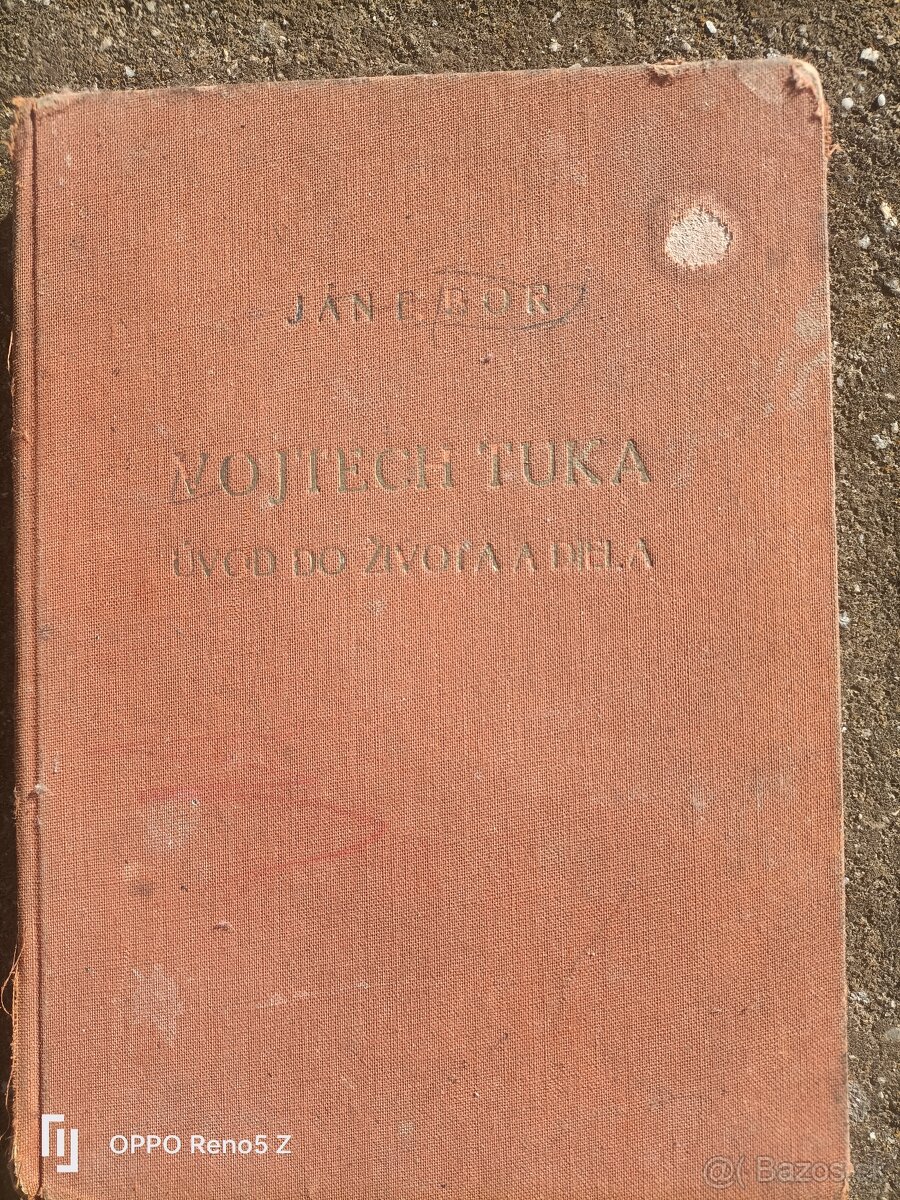 JÁN E. BOR
VOJTECH TUKA
ÚVOD DO ŽIVOTA A DIELA
OPPO Reno5 Z
Bazos.sk